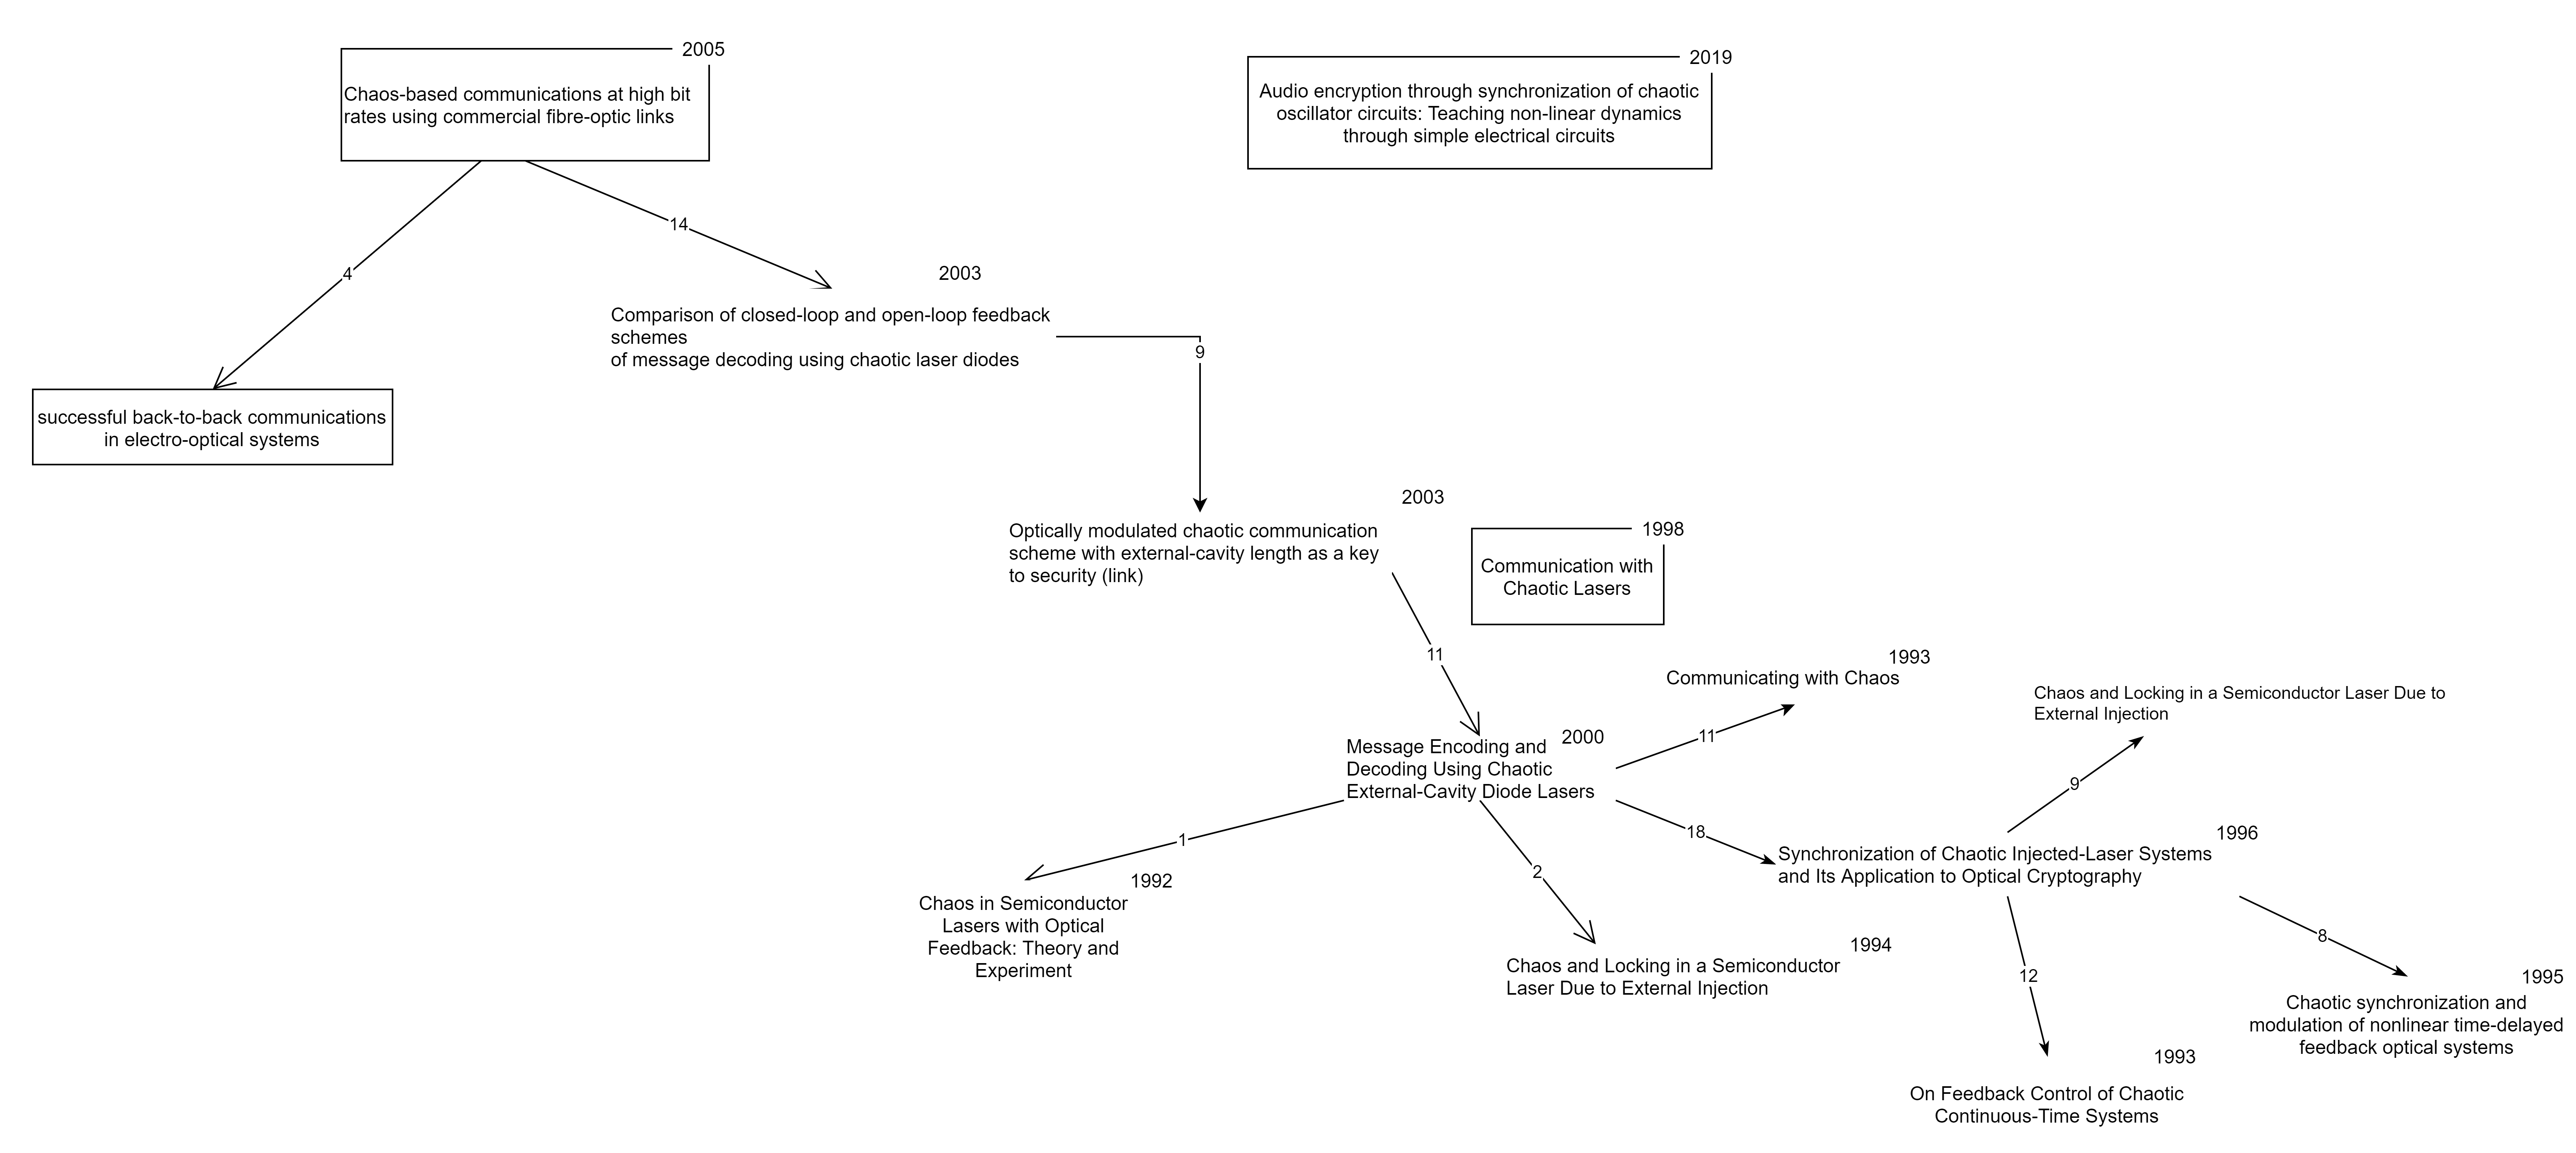 2005
Chaos-based communications at high bit
rates using commercial fibre-optic links
2019
Audio encryption through synchronization of chaotic
oscillator circuits: Teaching non-linear dynamics
through simple electrical circuits
14
4
2003
Comparison of closed-loop and open-loop feedback
schemes
of message decoding using chaotic laser diodes
9
successful back-to-back communications
in electro-optical systems
2003
Optically modulated chaotic communication
scheme with external-cavity length as a key
to security (link)
1998
Communication with
Chaotic Lasers
11
1993
Communicating with Chaos
Chaos and Locking in a Semiconductor Laser Due to
External Injection
2000
Message Encoding and
Decoding Using Chaotic
External-Cavity Diode Lasers
11
9
18
1
2
1996
Synchronization of Chaotic Injected-Laser Systems
and Its Application to Optical Cryptography
1992
Chaos in Semiconductor
Lasers with Optical
Feedback: Theory and
Experiment
1994
Chaos and Locking in a Semiconductor
Laser Due to External Injection
12
8
1995
Chaotic synchronization and
modulation of nonlinear time-delayed
feedback optical systems
1993
On Feedback Control of Chaotic
Continuous-Time Systems